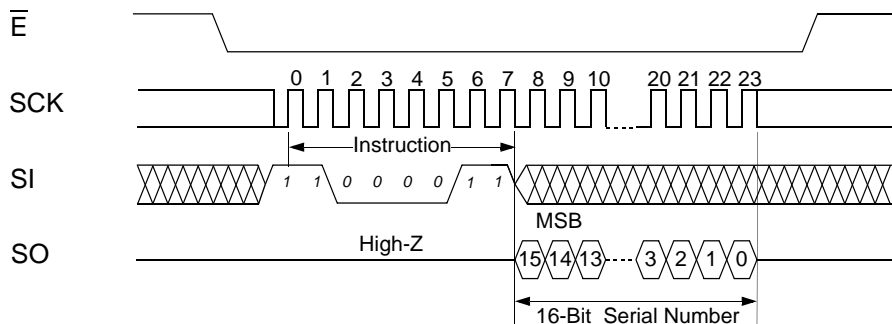 E
0 1 2 3 4 5 6 7 8 9 10 20 21 22 23
SCK
Instruction
SI
1 1 0 0 0 0 1 1
MSB
High-Z
SO
15 14 13 3 2 1 0
16-Bit Serial Number